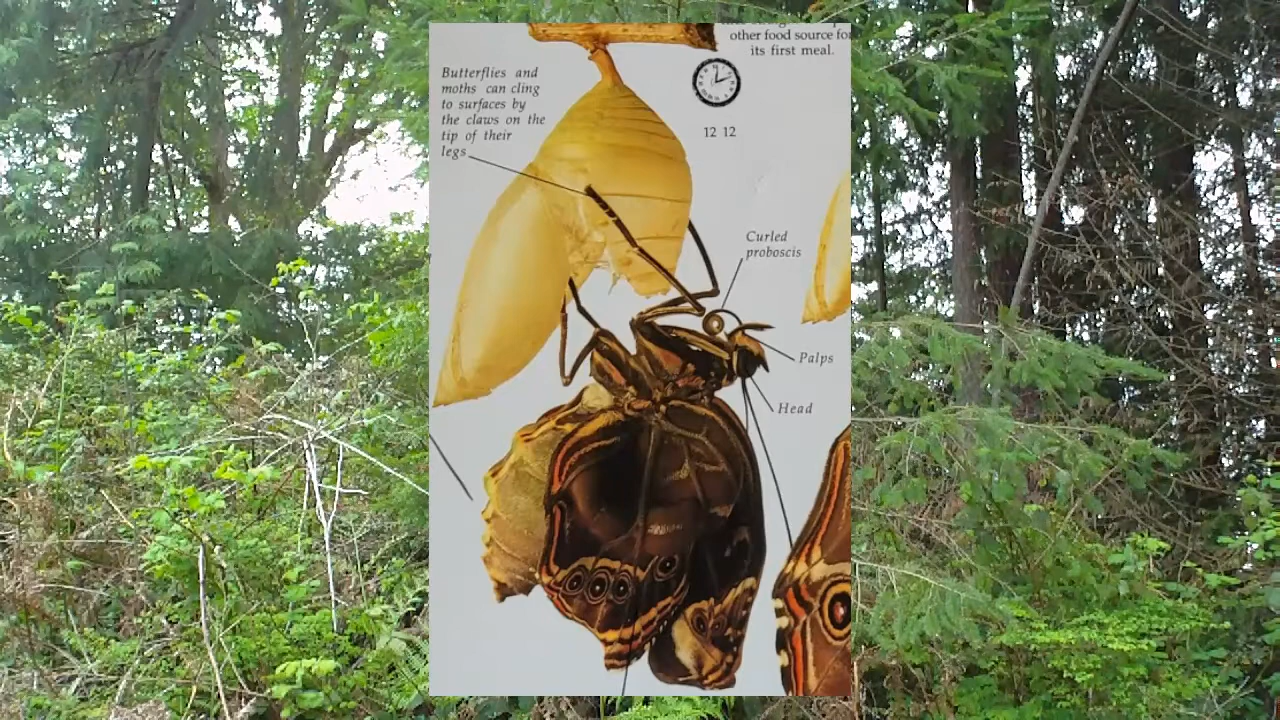 other food source for
its first meal.
Butterflies and
moths can cling
to surfaces by
the claws on the
tip of their
legs
12 12
Curled
proboscis
Palps
Head